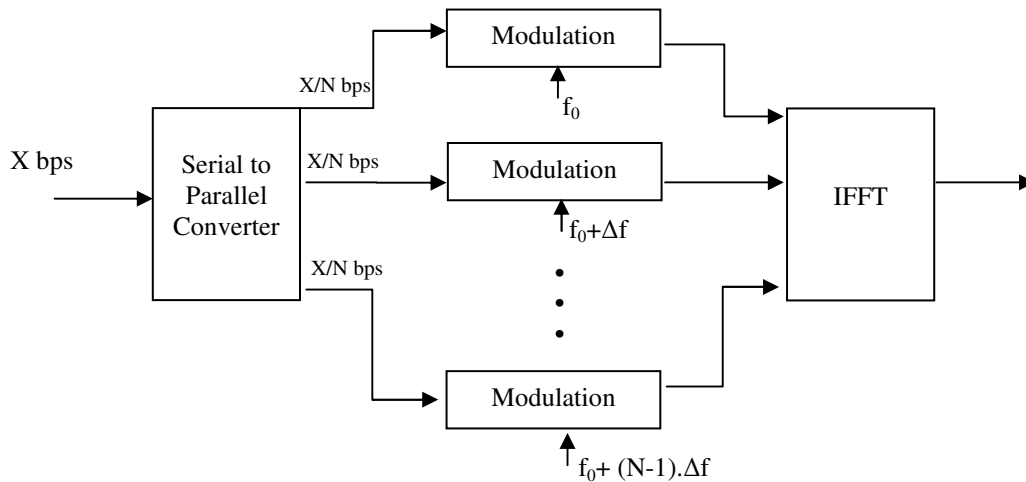 Modulation
X/N bps
f₀
X bps
Serial to
Parallel
Converter
X/N bps
Modulation
f₀+Δf
IFFT
X/N bps
Modulation
f₀+ (N-1).Δf